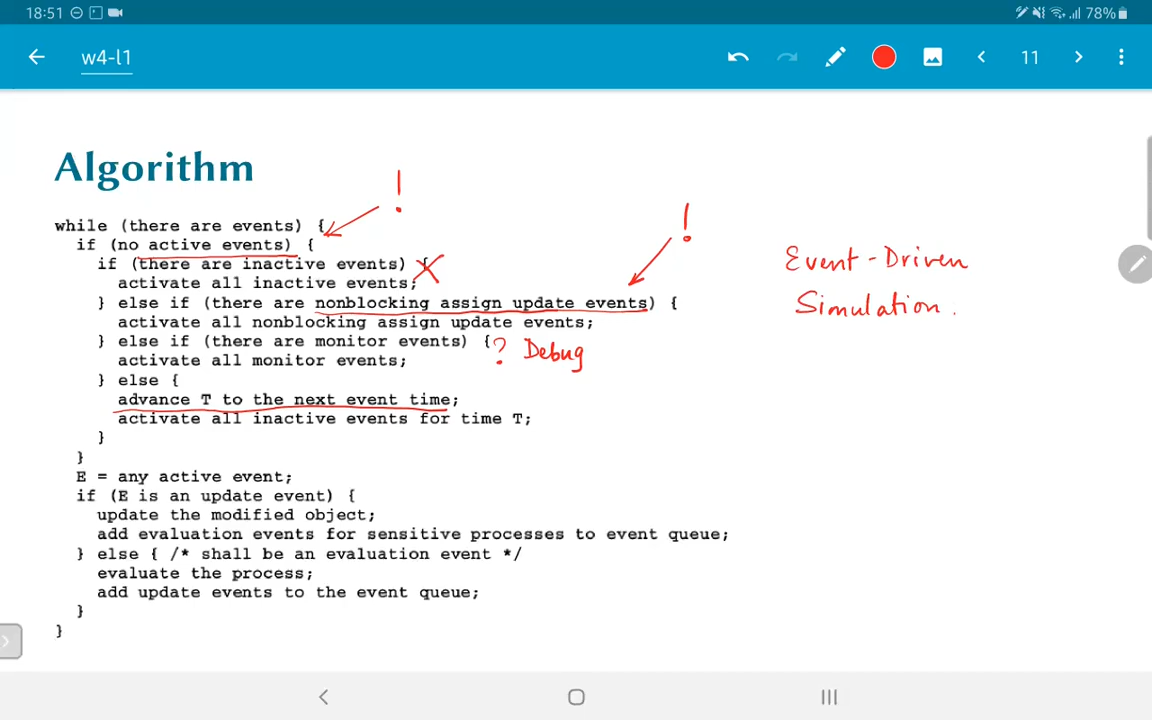 18:51 78%
w4-l1 11
Algorithm
!
!
while (there are events) {
if (no active events) {
if (there are inactive events) {
activate all inactive events;
} else if (there are nonblocking assign update events) {
activate all nonblocking assign update events;
} else if (there are monitor events) {
? Debug
activate all monitor events;
} else {
advance T to the next event time;
activate all inactive events for time T;
}
}
E = any active event;
if (E is an update event) {
update the modified object;
add evaluation events for sensitive processes to event queue;
} else { /* shall be an evaluation event */
evaluate the process;
add update events to the event queue;
}
}
Event-Driven
Simulation.